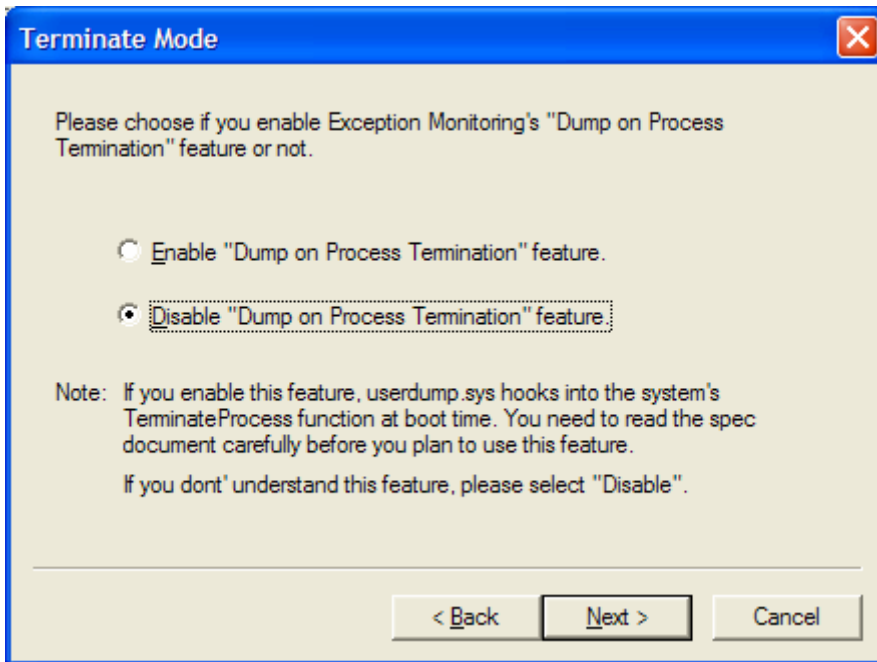 Terminate Mode
Please choose if you enable Exception Monitoring's "Dump on Process
Termination" feature or not.
Enable "Dump on Process Termination" feature.
Disable "Dump on Process Termination" feature.
Note: If you enable this feature, userdump.sys hooks into the system's
TerminateProcess function at boot time. You need to read the spec
document carefully before you plan to use this feature.
If you dont' understand this feature, please select "Disable".
< Back Next > Cancel